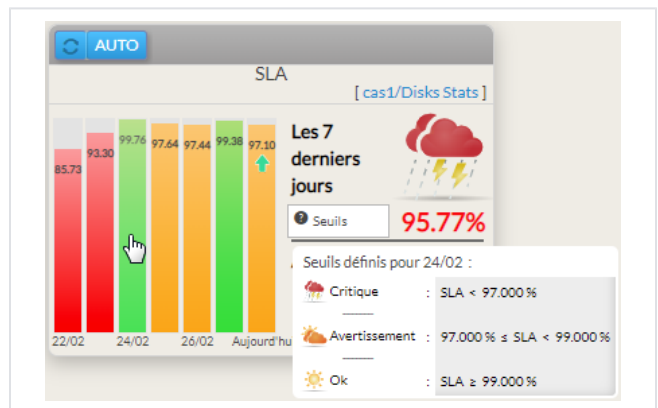 AUTO
SLA
[ cas1/Disks Stats ]
85.73
93.30
99.76
97.64
97.44
99.38
97.10
Les 7
derniers
jours
Seuils
95.77%
22/02
24/02
26/02
Aujourd'hu
Seuils définis pour 24/02 :
Critique : SLA < 97.000 %
Avertissement : 97.000 % ≤ SLA < 99.000 %
Ok : SLA ≥ 99.000 %